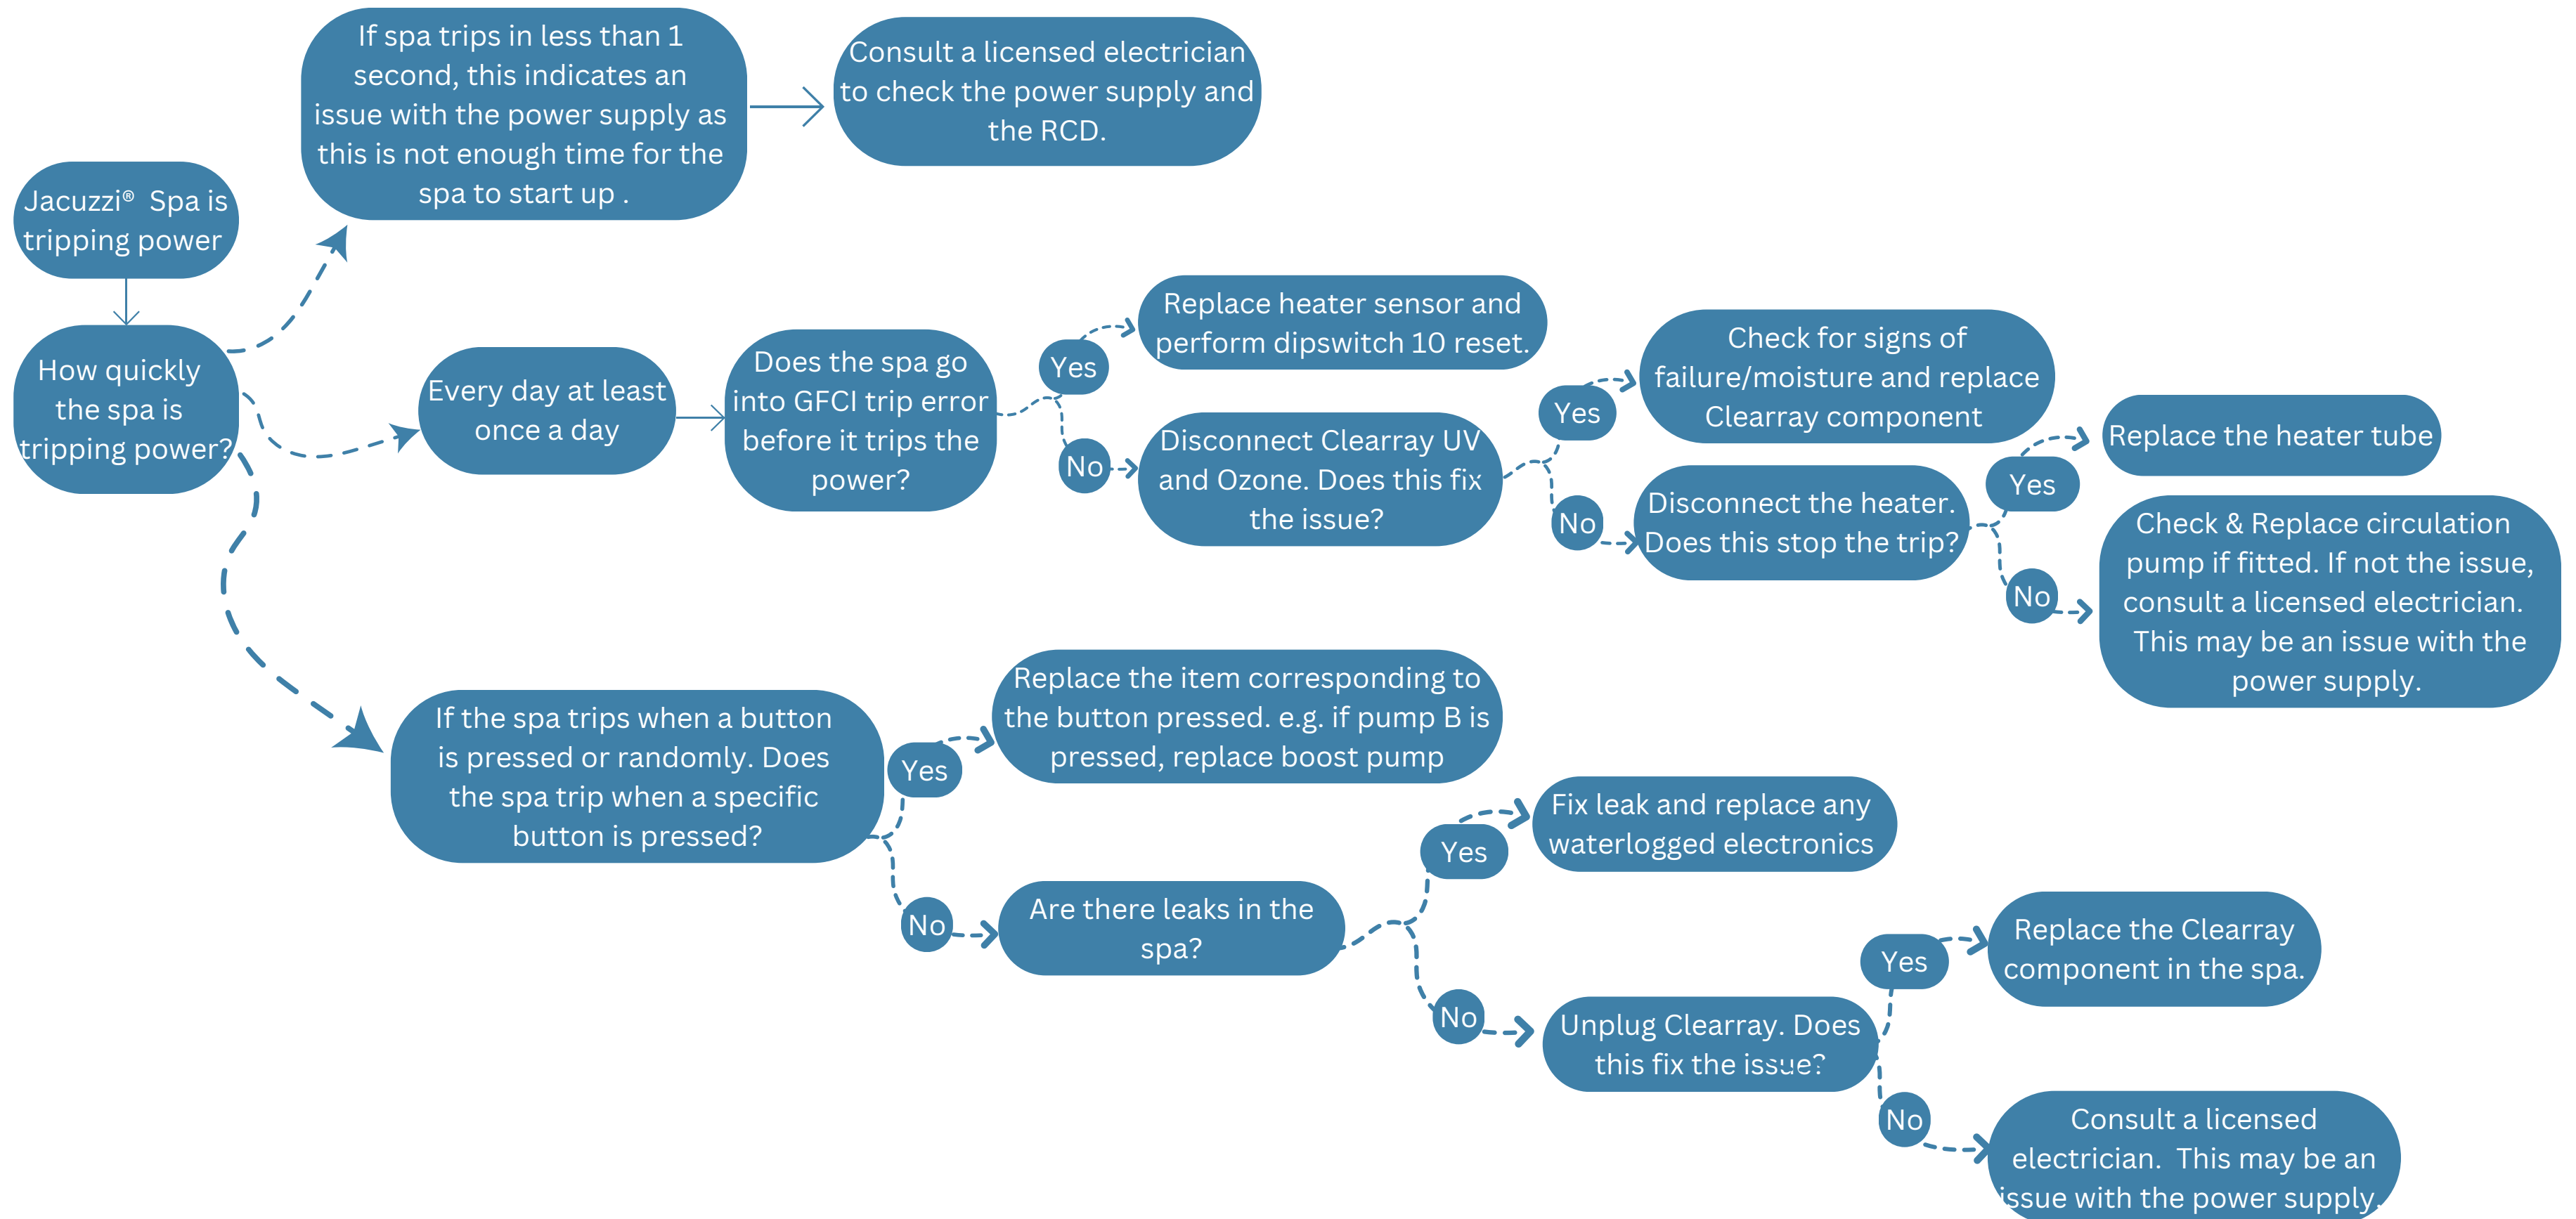 If spa trips in less than 1
second, this indicates an
issue with the power supply as
this is not enough time for the
spa to start up .
Consult a licensed electrician
to check the power supply and
the RCD.
Jacuzzi® Spa is
tripping power
How quickly
the spa is
tripping power?
Every day at least
once a day
Does the spa go
into GFCI trip error
before it trips the
power?
Yes
Replace heater sensor and
perform dipswitch 10 reset.
No
Disconnect Clearray UV
and Ozone. Does this fix
the issue?
Yes
Check for signs of
failure/moisture and replace
Clearray component
No
Disconnect the heater.
Does this stop the trip?
Yes
Replace the heater tube
No
Check & Replace circulation
pump if fitted. If not the issue,
consult a licensed electrician.
This may be an issue with the
power supply.
If the spa trips when a button
is pressed or randomly. Does
the spa trip when a specific
button is pressed?
Yes
Replace the item corresponding to
the button pressed. e.g. if pump B is
pressed, replace boost pump
No
Are there leaks in the
spa?
Yes
Fix leak and replace any
waterlogged electronics
No
Unplug Clearray. Does
this fix the issue?
Yes
Replace the Clearray
component in the spa.
No
Consult a licensed
electrician.  This may be an
issue with the power supply.